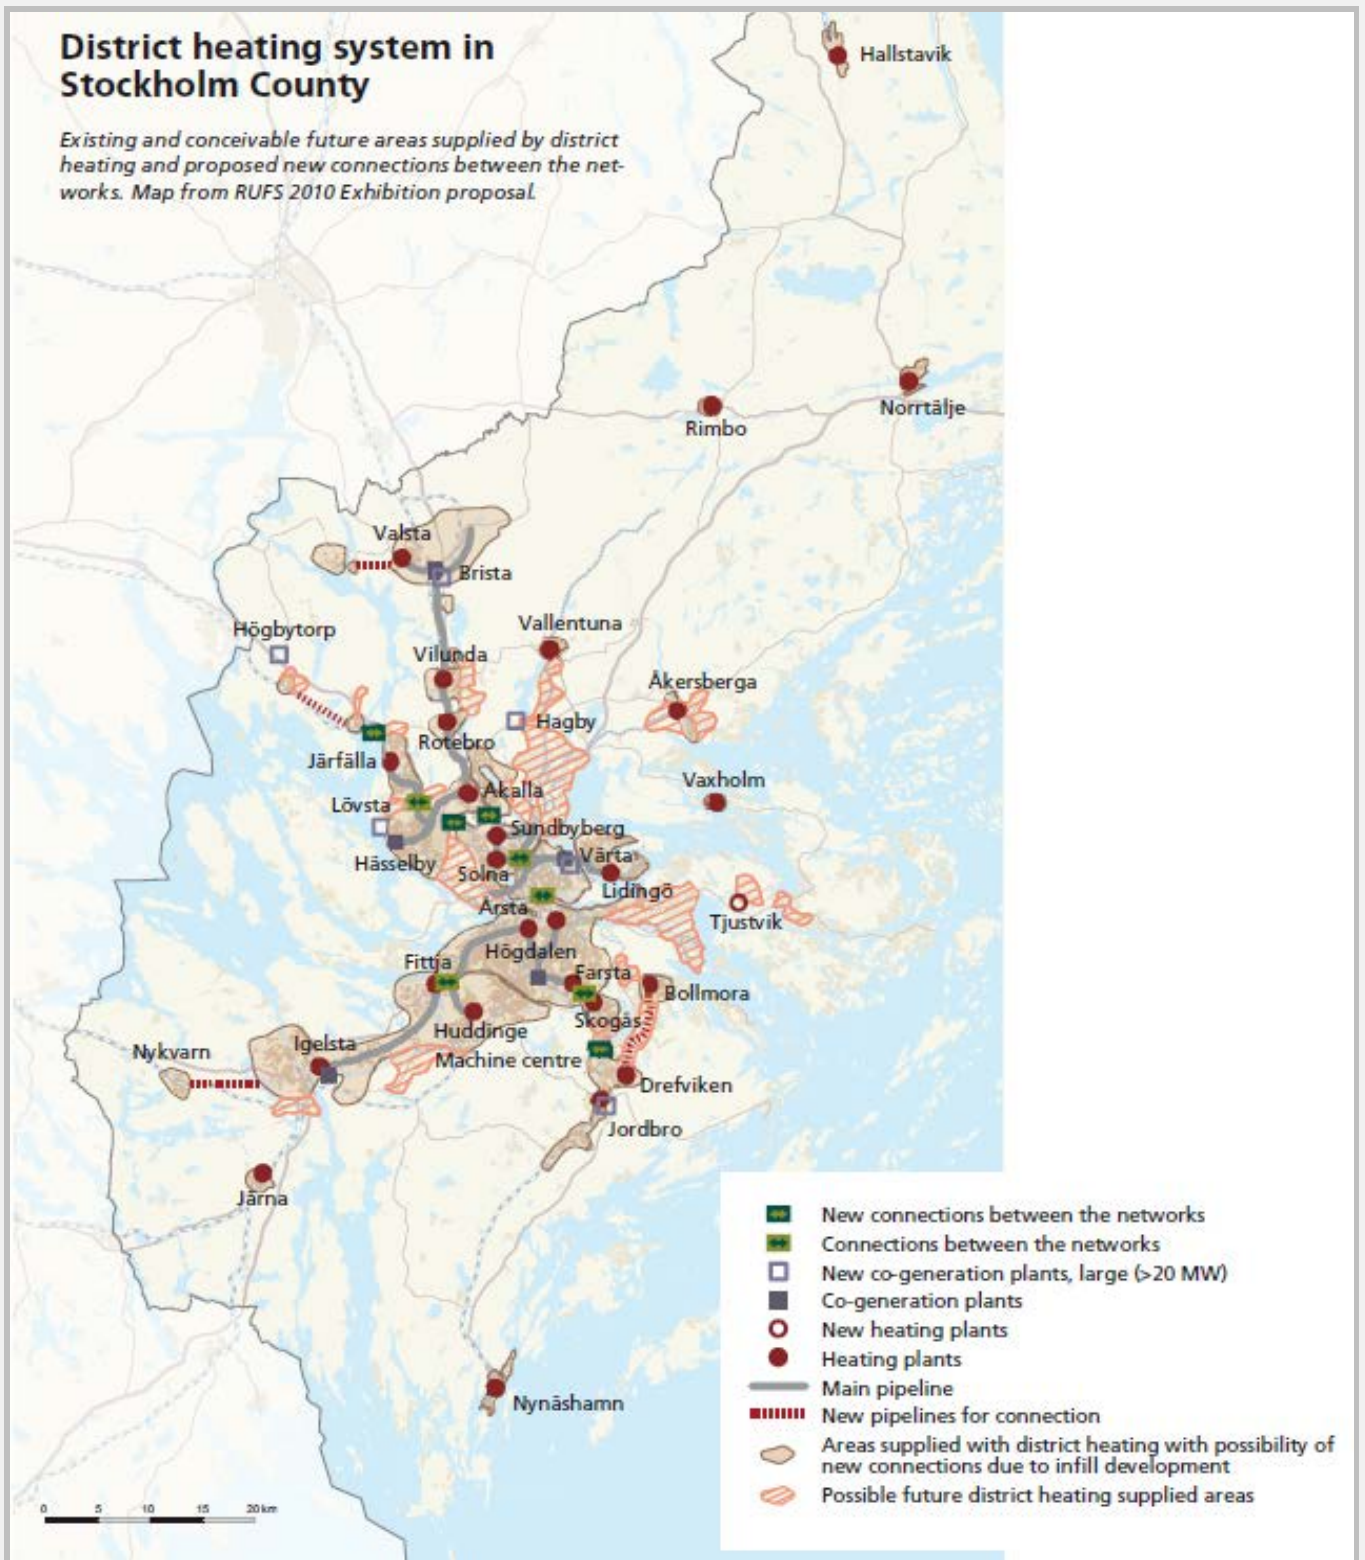 District heating system in
Stockholm County
Existing and conceivable future areas supplied by district
heating and proposed new connections between the net-
works. Map from RUFS 2010 Exhibition proposal.
Hallstavik
Norrtälje
Rimbo
Valsta
Brista
Högbytorp
Vallentuna
Vilunda
Åkersberga
Hagby
Rotebro
Järfälla
Vaxholm
Akalla
Lövsta
Sundbyberg
Värta
Hässelby
Solna
Lidingö
Årsta
Tjustvik
Högdalen
Fittja
Farsta
Bollmora
Skogås
Huddinge
Igelsta
Nykvarn
Machine centre
Drefviken
Jordbro
Järna
Nynäshamn
New connections between the networks
Connections between the networks
New co-generation plants, large (>20 MW)
Co-generation plants
New heating plants
Heating plants
Main pipeline
New pipelines for connection
Areas supplied with district heating with possibility of
new connections due to infill development
Possible future district heating supplied areas
0 5 10 15 20 km